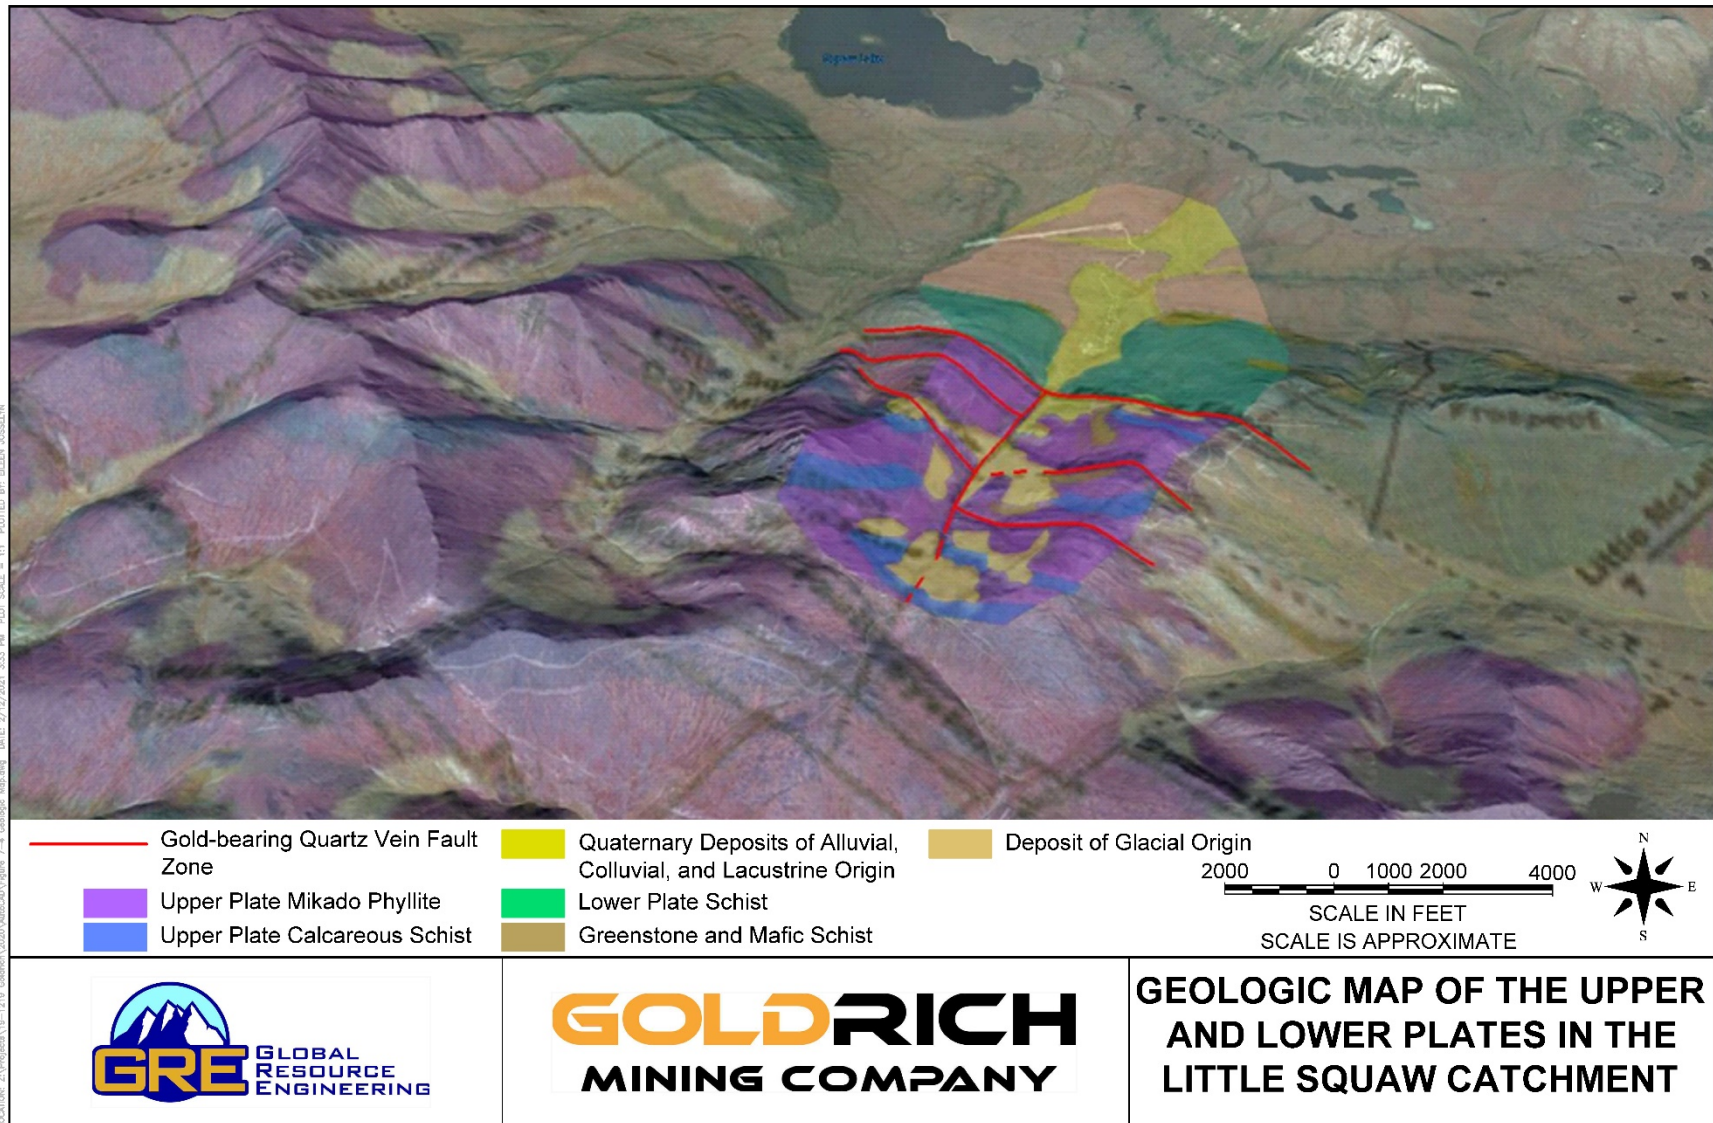 Prospect
Gold-bearing Quartz Vein Fault
Zone
Upper Plate Mikado Phyllite
Upper Plate Calcareous Schist
Quaternary Deposits of Alluvial,
Colluvial, and Lacustrine Origin
Lower Plate Schist
Greenstone and Mafic Schist
Deposit of Glacial Origin
2000 0 1000 2000 4000
SCALE IN FEET
SCALE IS APPROXIMATE
N
W E
S
GRE
GLOBAL
RESOURCE
ENGINEERING
GOLDRICH
MINING COMPANY
GEOLOGIC MAP OF THE UPPER
AND LOWER PLATES IN THE
LITTLE SQUAW CATCHMENT